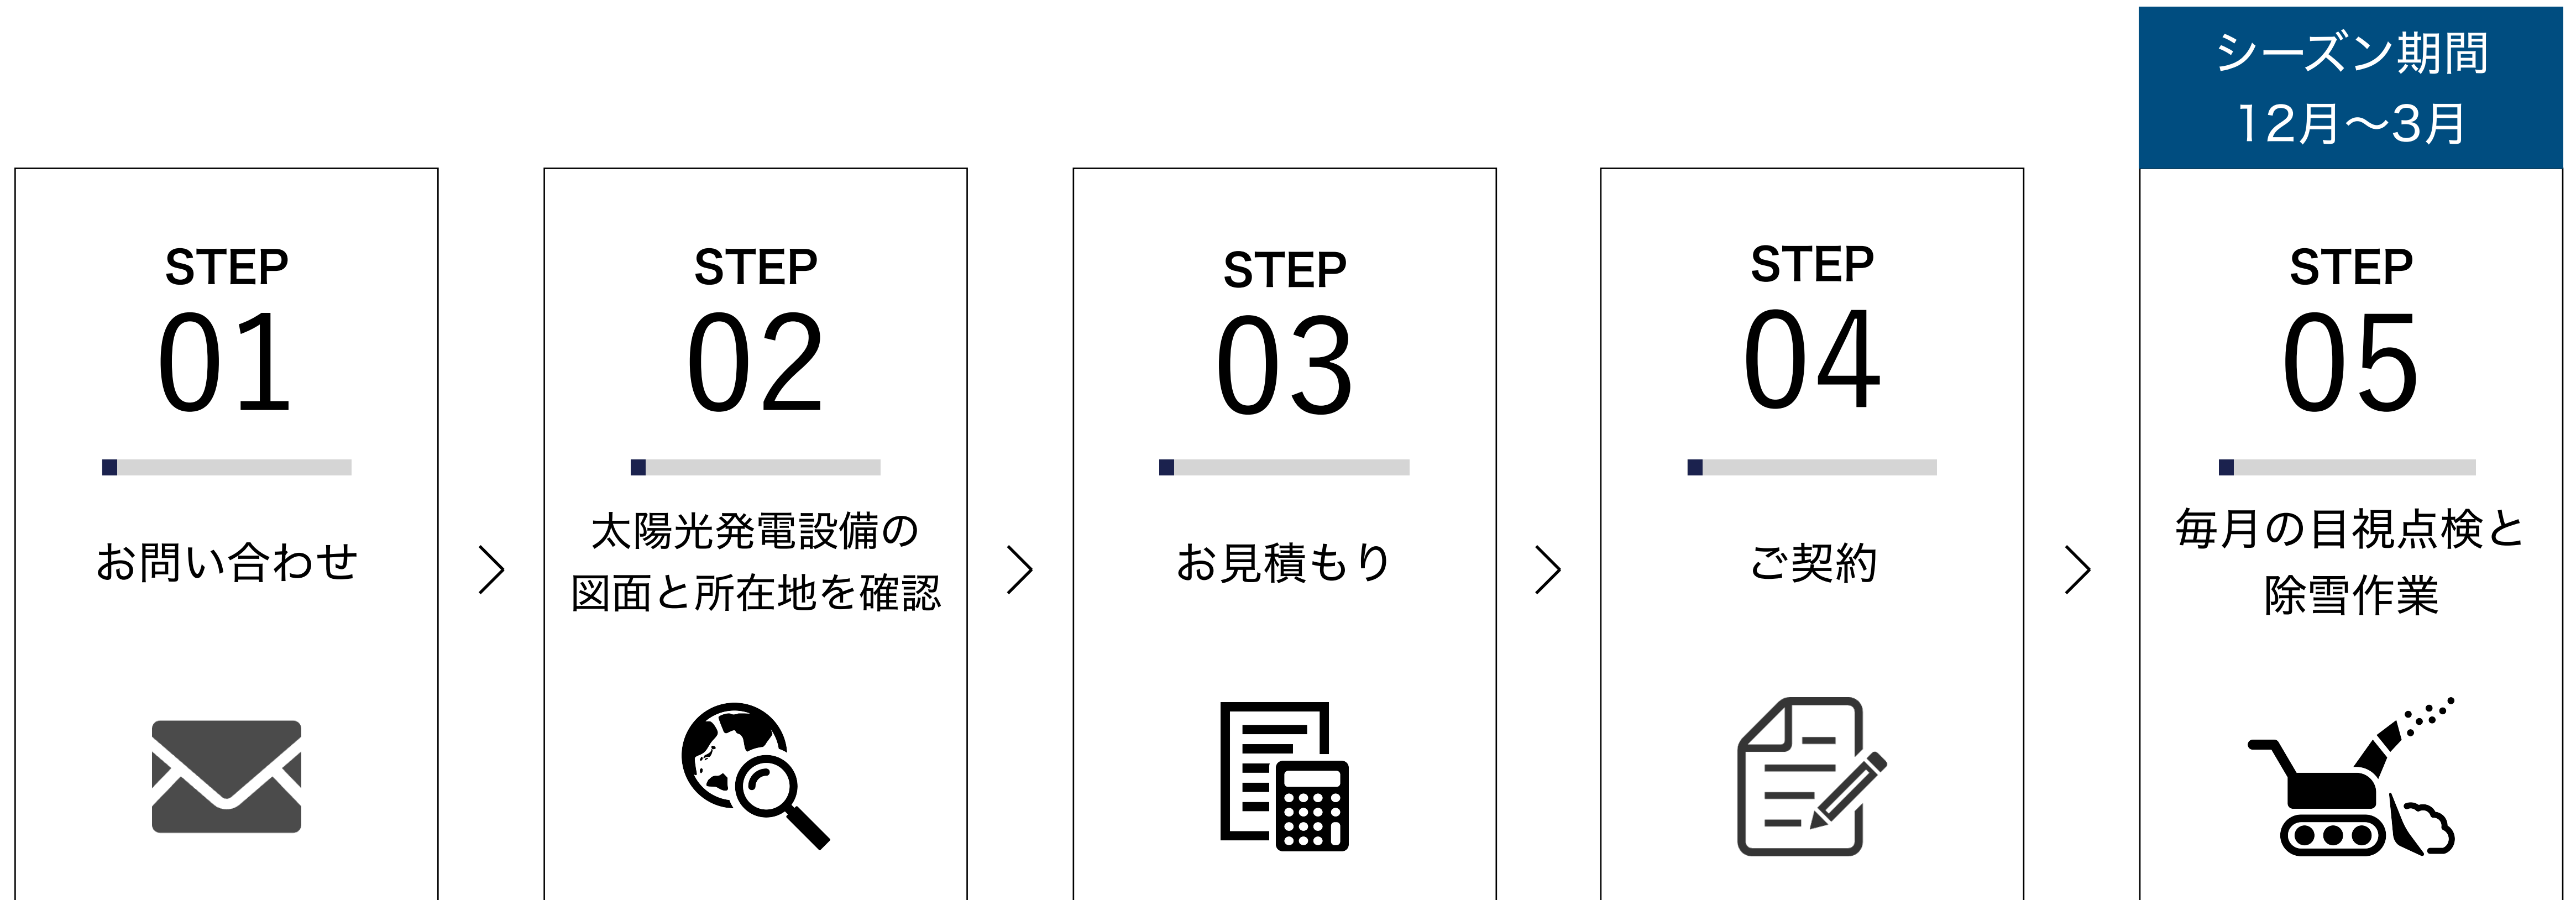 STEP
01
お問い合わせ
STEP
02
太陽光発電設備の
図面と所在地を確認
STEP
03
お見積もり
STEP
04
ご契約
シーズン期間
12月〜3月
STEP
05
毎月の目視点検と
除雪作業